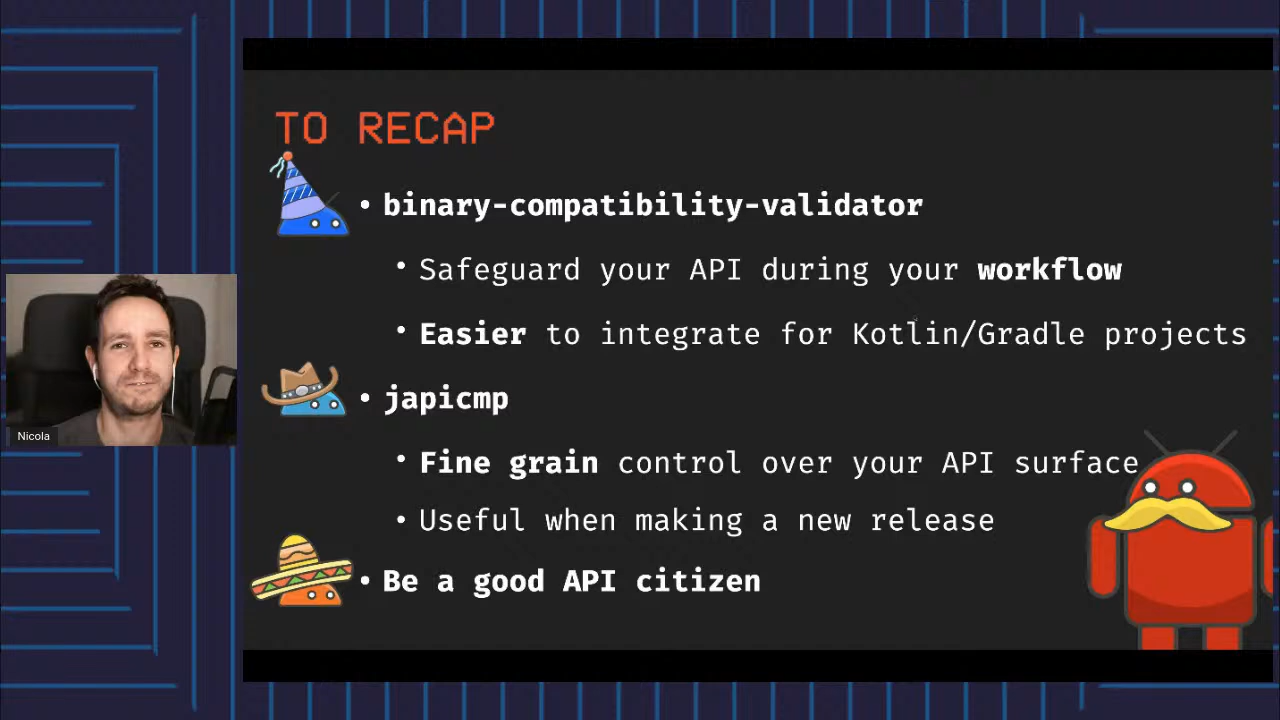 TO RECAP
• binary-compatibility-validator
• Safeguard your API during your workflow
• Easier to integrate for Kotlin/Gradle projects
• japicmp
• Fine grain control over your API surface
• Useful when making a new release
• Be a good API citizen
Nicola